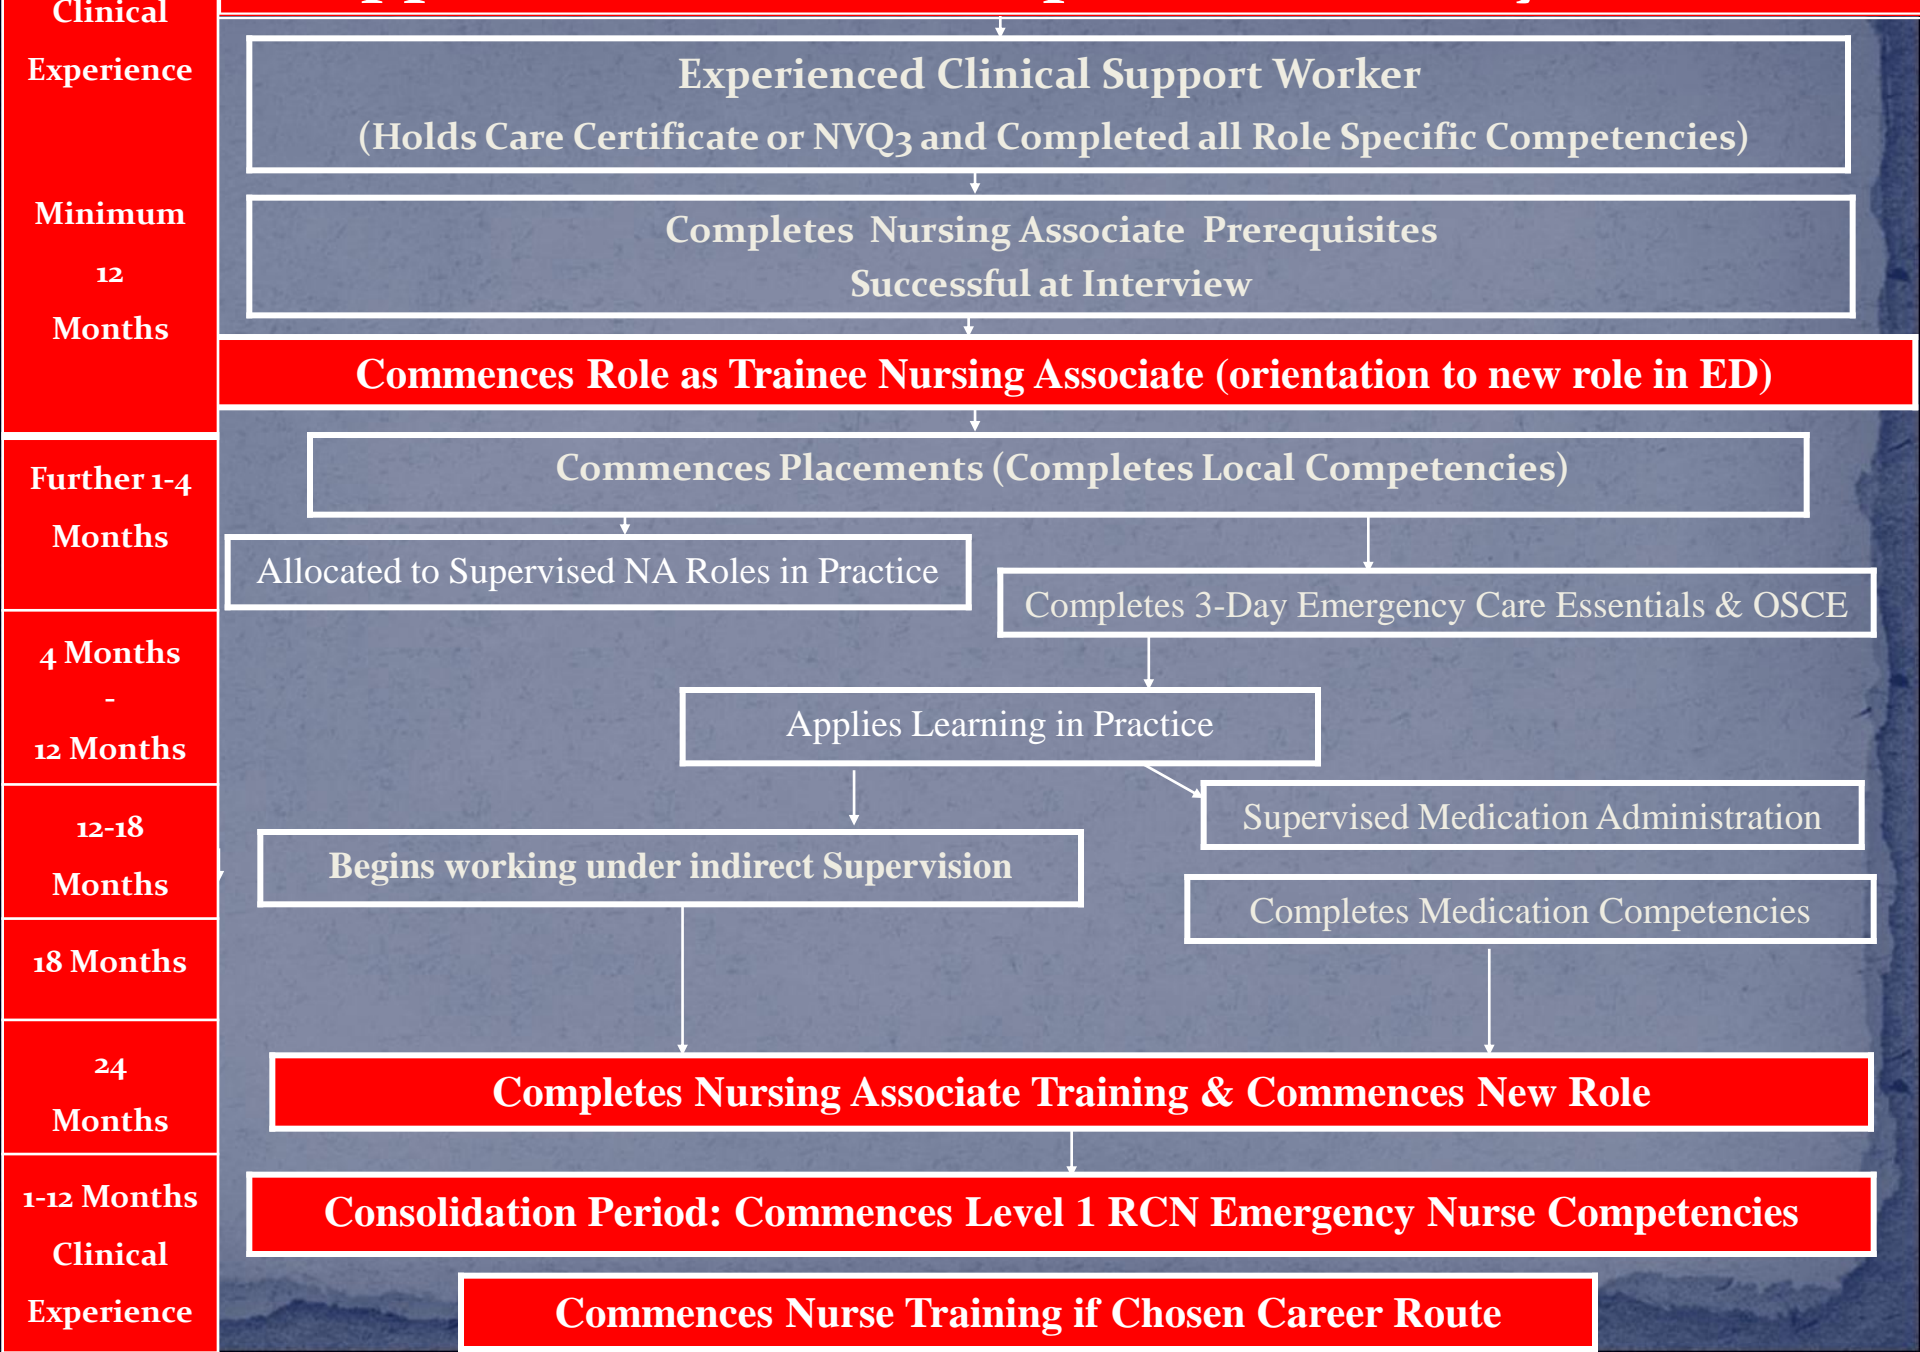 Clinical
Experience
Experienced Clinical Support Worker
(Holds Care Certificate or NVQ3 and Completed all Role Specific Competencies)
Minimum
12
Months
Completes Nursing Associate Prerequisites
Successful at Interview
Commences Role as Trainee Nursing Associate (orientation to new role in ED)
Further 1-4
Months
Commences Placements (Completes Local Competencies)
Allocated to Supervised NA Roles in Practice
Completes 3-Day Emergency Care Essentials & OSCE
4 Months
-
12 Months
Applies Learning in Practice
12-18
Months
Supervised Medication Administration
Begins working under indirect Supervision
Completes Medication Competencies
18 Months
24
Months
Completes Nursing Associate Training & Commences New Role
1-12 Months
Clinical
Experience
Consolidation Period: Commences Level 1 RCN Emergency Nurse Competencies
Commences Nurse Training if Chosen Career Route